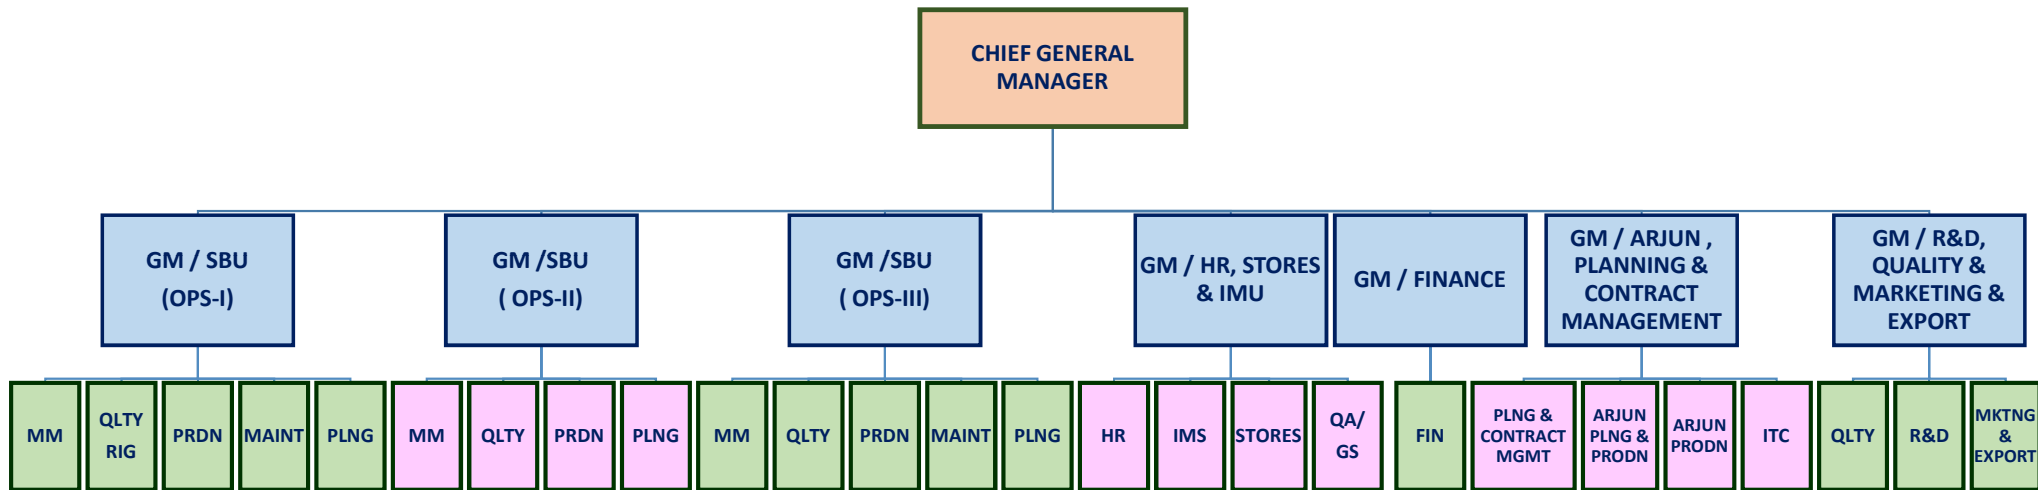 CHIEF GENERAL
MANAGER
GM / SBU
(OPS-I)
GM /SBU
( OPS-II)
GM /SBU
( OPS-III)
GM / HR, STORES
& IMU
GM / FINANCE
GM / ARJUN ,
PLANNING &
CONTRACT
MANAGEMENT
GM / R&D,
QUALITY &
MARKETING &
EXPORT
MM
QLTY
RIG
PRDN
MAINT
PLNG
MM
QLTY
PRDN
PLNG
MM
QLTY
PRDN
MAINT
PLNG
HR
IMS
STORES
QA/
GS
FIN
PLNG &
CONTRACT
MGMT
ARJUN
PLNG &
PRODN
ARJUN
PRODN
ITC
QLTY
R&D
MKTNG
&
EXPORT